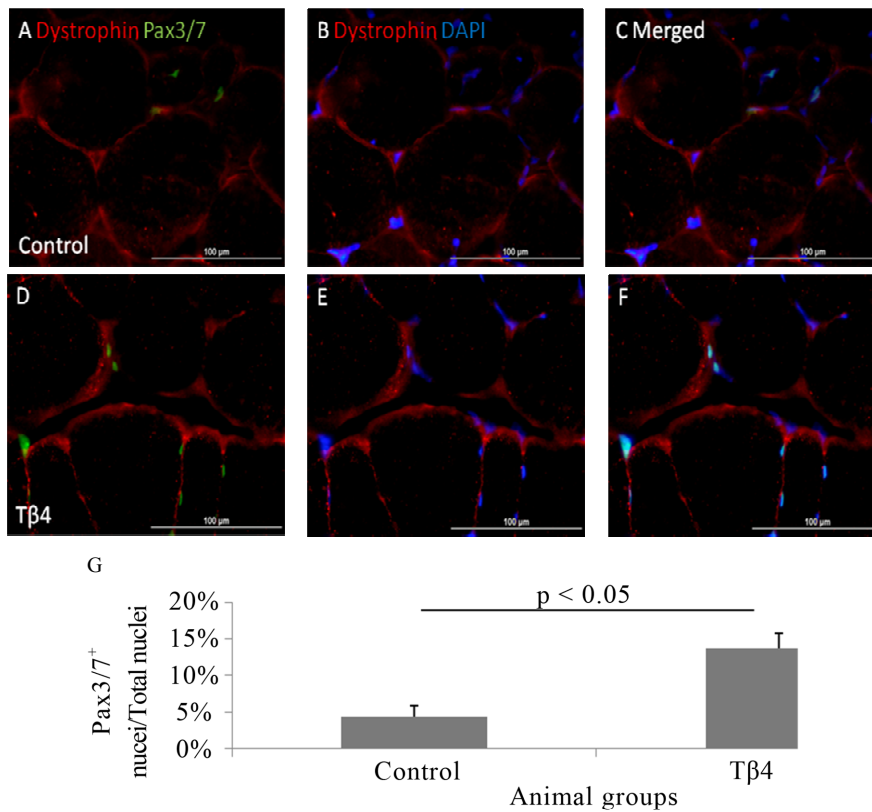 A Dystrophin Pax3/7
B Dystrophin DAPI
C Merged
Control
100 µm
100 µm
100 µm
D
E
F
Tβ4
100 µm
100 µm
100 µm
G
p < 0.05
Pax3/7⁺
nucei/Total nuclei
20%
15%
10%
5%
0%
Control
Tβ4
Animal groups